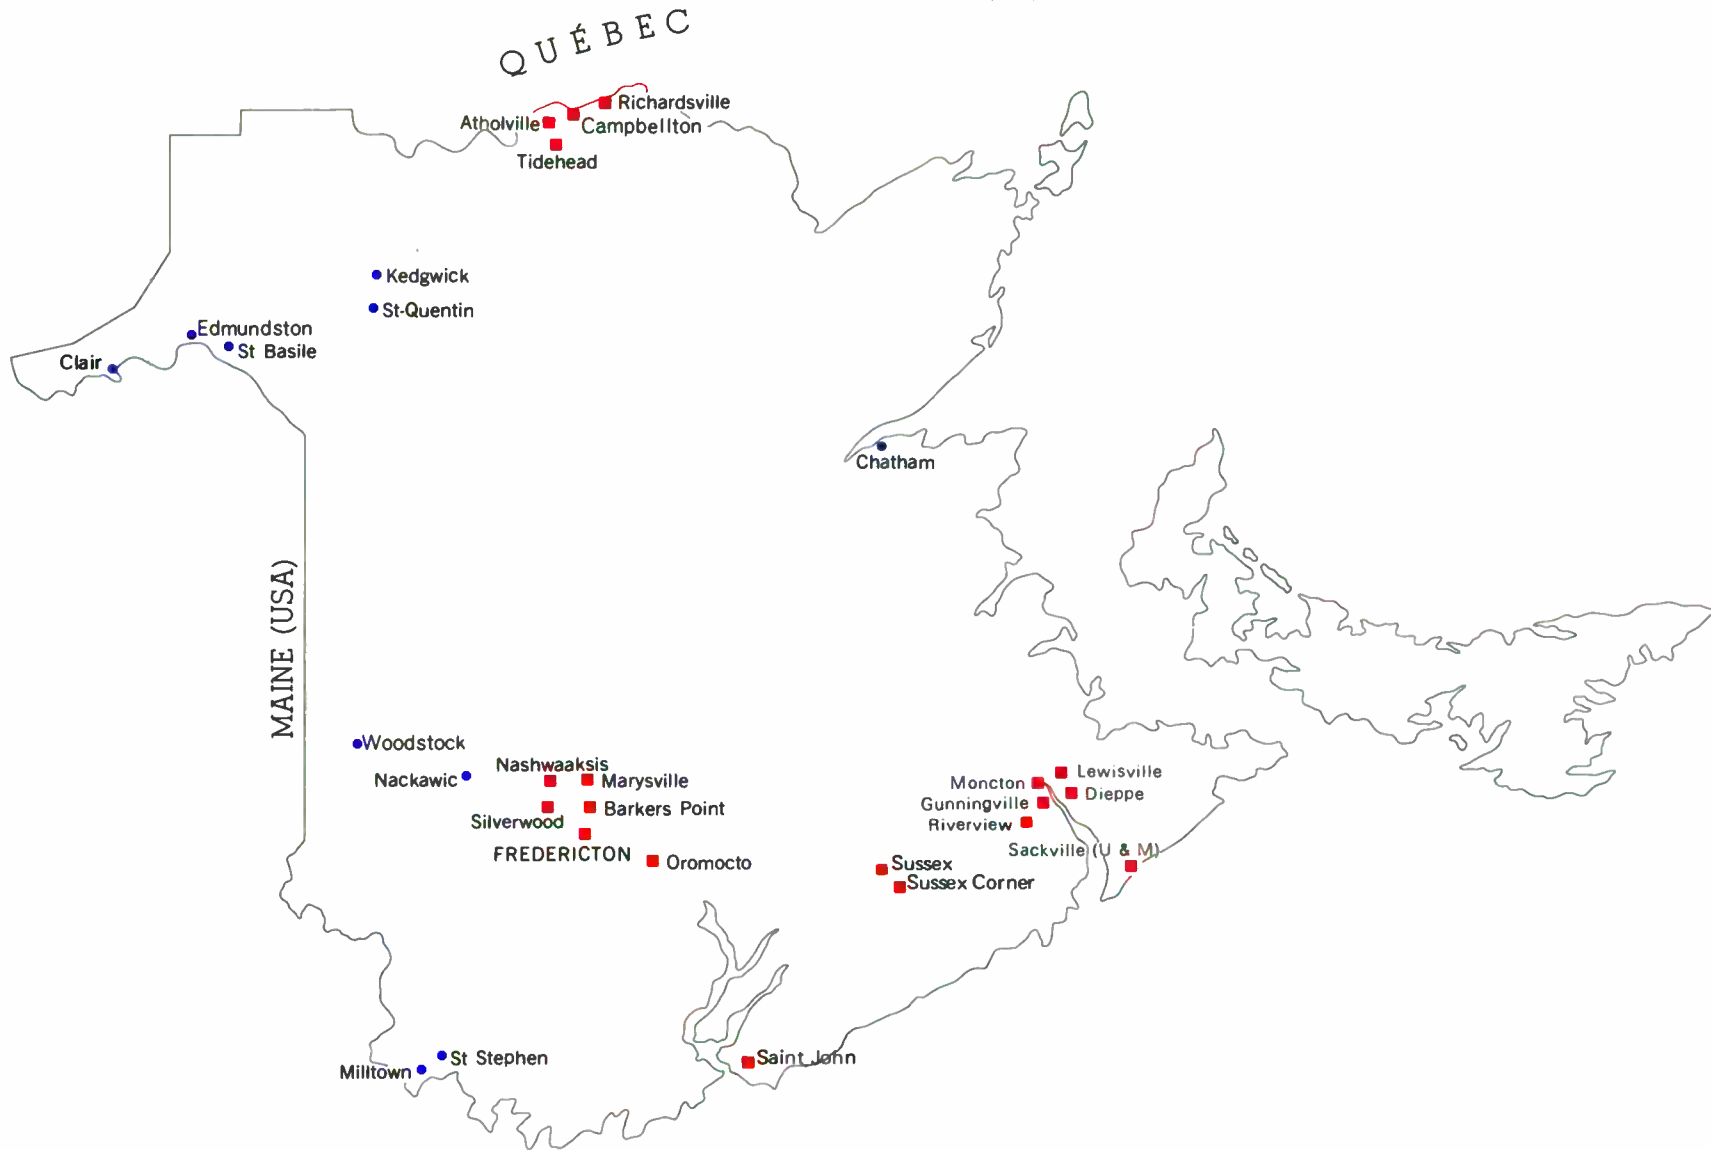 QUÉBEC
Richardsville
Atholville
Campbellton
Tidehead
Kedgwick
St-Quentin
Edmundston
St Basile
Clair
Chatham
MAINE (USA)
Woodstock
Nackawic
Nashwaaksis
Marysville
Barkers Point
Silverwood
FREDERICTON
Oromocto
Lewisville
Moncton
Dieppe
Gunningville
Riverview
Sackville (U & M)
Sussex
Sussex Corner
St Stephen
Milltown
Saint John